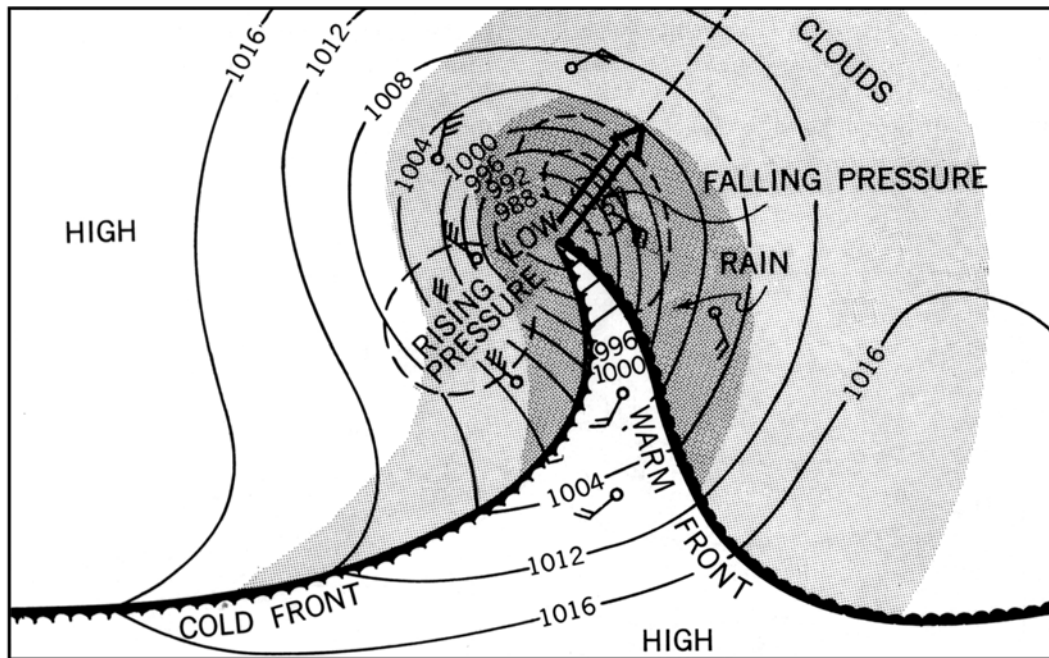 1016
1012
CLOUDS
1008
1004
1000
996
992
988
FALLING PRESSURE
HIGH
LOW
RAIN
RISING
PRESSURE
996
1000
1016
WARM
FRONT
1004
1012
COLD FRONT
1016
HIGH